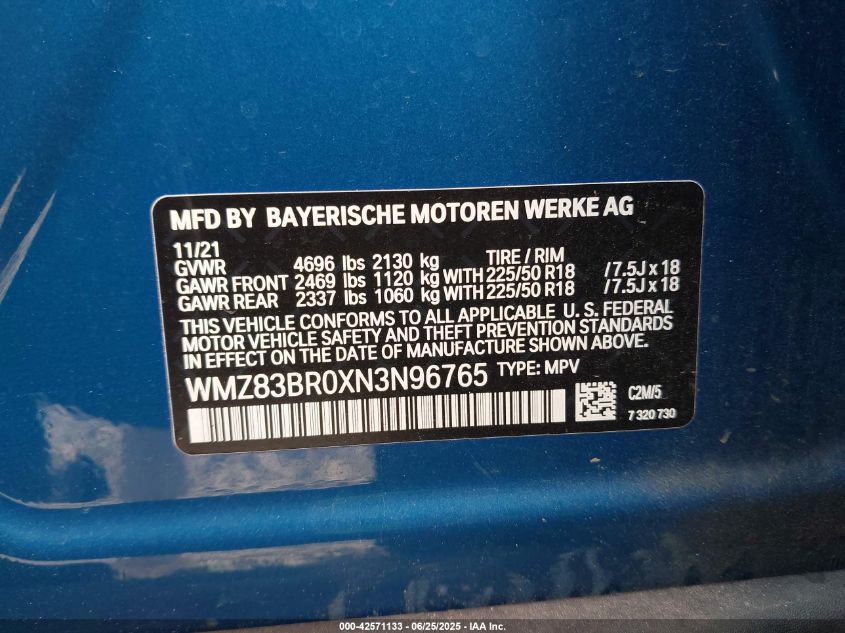 MFD BY BAYERISCHE MOTOREN WERKE AG
11/21 TIRE / RIM
GVWR 4696 lbs 2130 kg
GAWR FRONT 2469 lbs 1120 kg WITH 225/50 R18 / 7.5J x 18
GAWR REAR 2337 lbs 1060 kg WITH 225/50 R18 / 7.5J x 18
THIS VEHICLE CONFORMS TO ALL APPLICABLE U. S. FEDERAL
MOTOR VEHICLE SAFETY AND THEFT PREVENTION STANDARDS
IN EFFECT ON THE DATE OF MANUFACTURE SHOWN ABOVE.
WMZ83BR0XN3N96765 TYPE: MPV
C2M/5
7 320 730
000-42571133 - 06/25/2025 - IAA Inc.